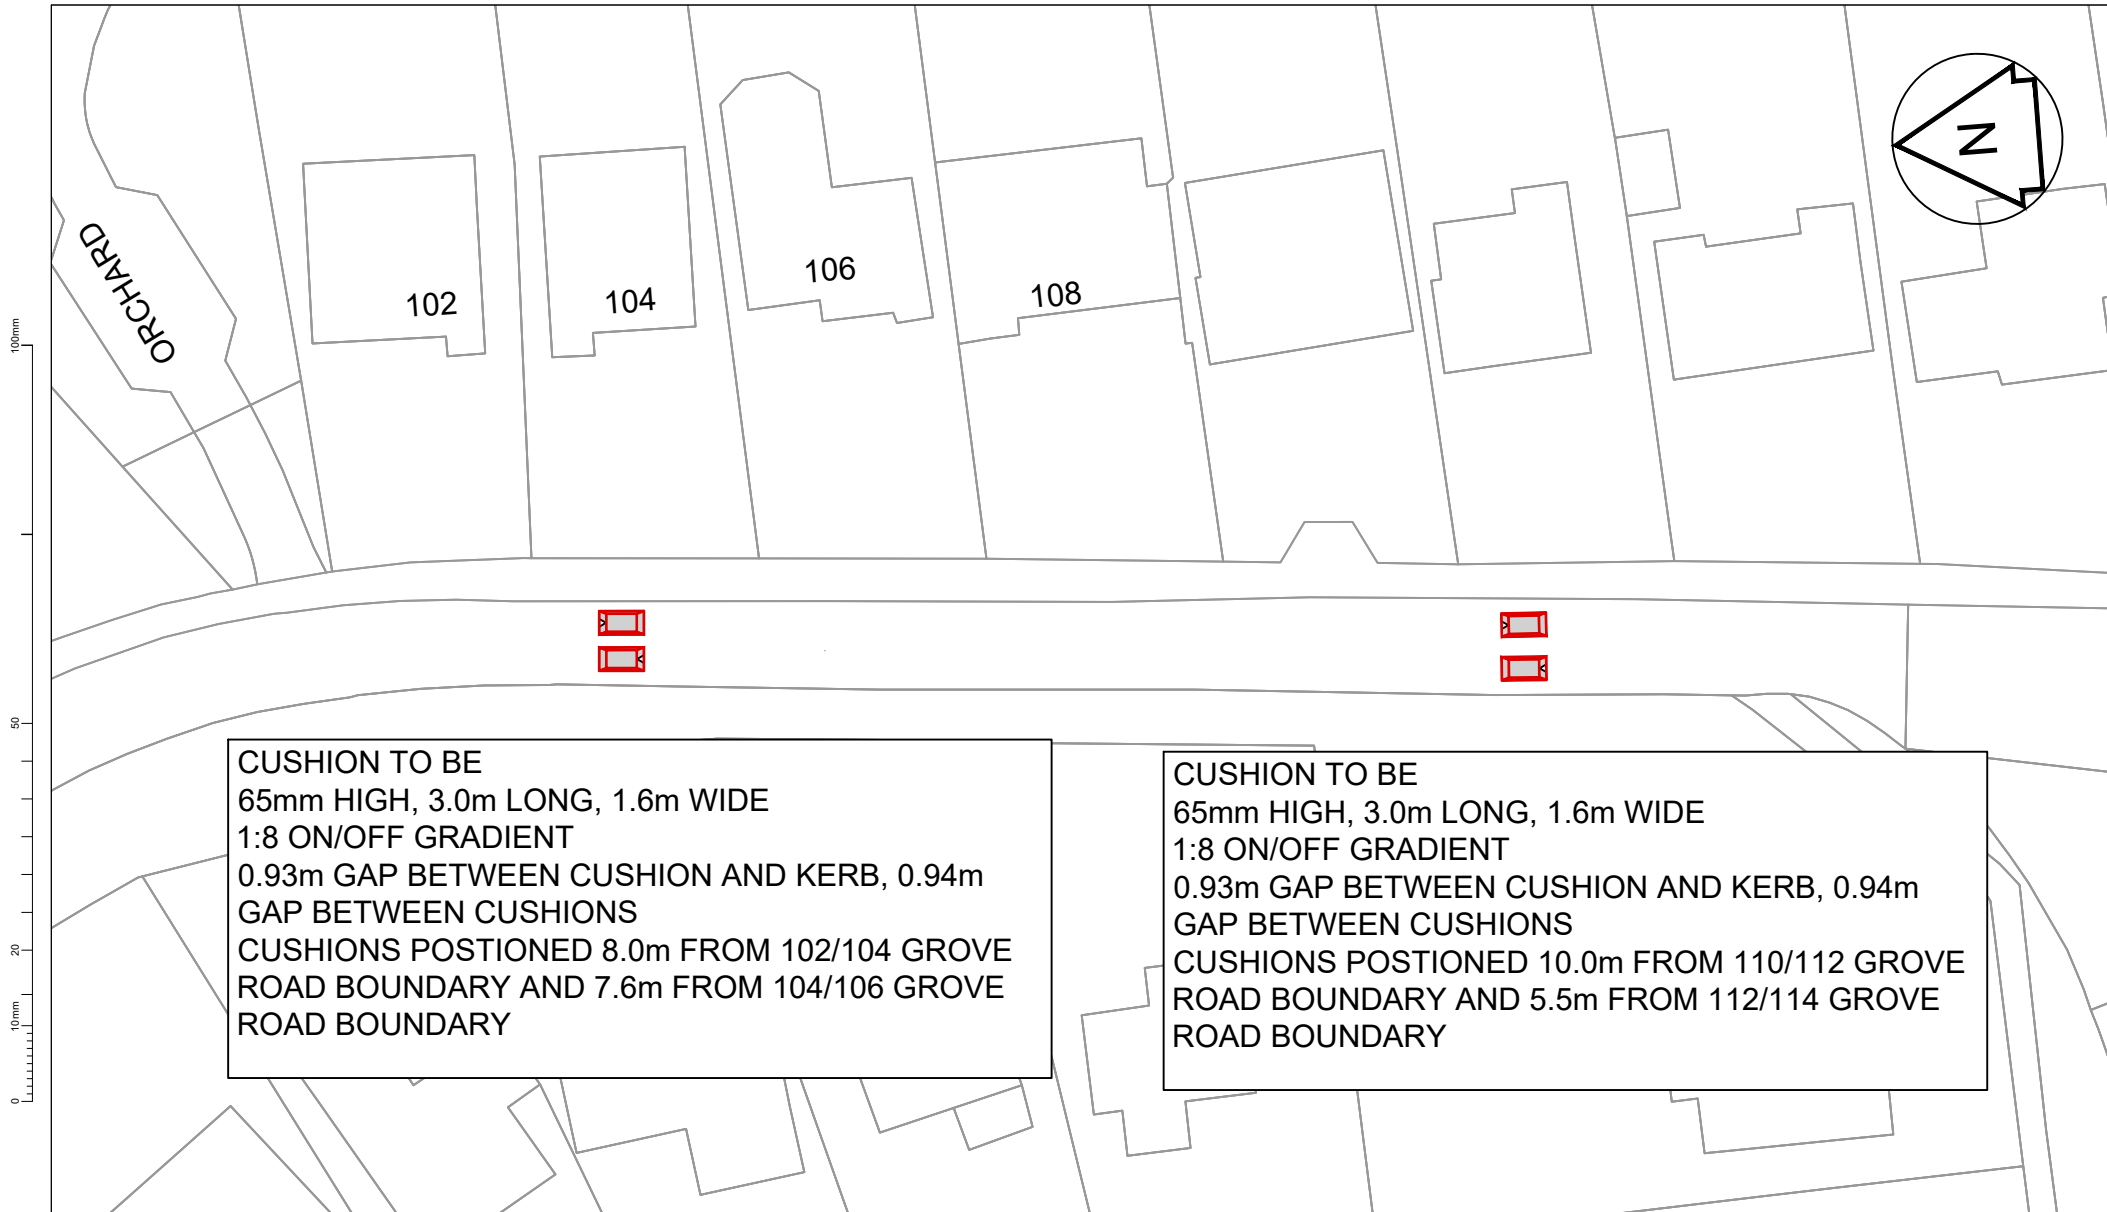 N
ORCHARD
102
104
106
108
100mm
50
20
10mm
0
CUSHION TO BE
65mm HIGH, 3.0m LONG, 1.6m WIDE
1:8 ON/OFF GRADIENT
0.93m GAP BETWEEN CUSHION AND KERB, 0.94m
GAP BETWEEN CUSHIONS
CUSHIONS POSTIONED 8.0m FROM 102/104 GROVE
ROAD BOUNDARY AND 7.6m FROM 104/106 GROVE
ROAD BOUNDARY
CUSHION TO BE
65mm HIGH, 3.0m LONG, 1.6m WIDE
1:8 ON/OFF GRADIENT
0.93m GAP BETWEEN CUSHION AND KERB, 0.94m
GAP BETWEEN CUSHIONS
CUSHIONS POSTIONED 10.0m FROM 110/112 GROVE
ROAD BOUNDARY AND 5.5m FROM 112/114 GROVE
ROAD BOUNDARY